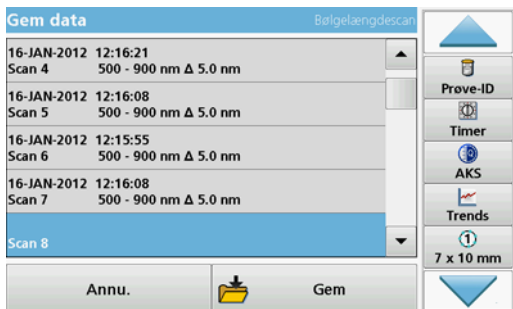 Gem data
Bølgelængdescan
16-JAN-2012 12:16:21
Scan 4 500 - 900 nm Δ 5.0 nm
16-JAN-2012 12:16:08
Scan 5 500 - 900 nm Δ 5.0 nm
16-JAN-2012 12:15:55
Scan 6 500 - 900 nm Δ 5.0 nm
16-JAN-2012 12:16:08
Scan 7 500 - 900 nm Δ 5.0 nm
Scan 8
Annu.
Gem
Prøve-ID
Timer
AKS
Trends
1
7 x 10 mm